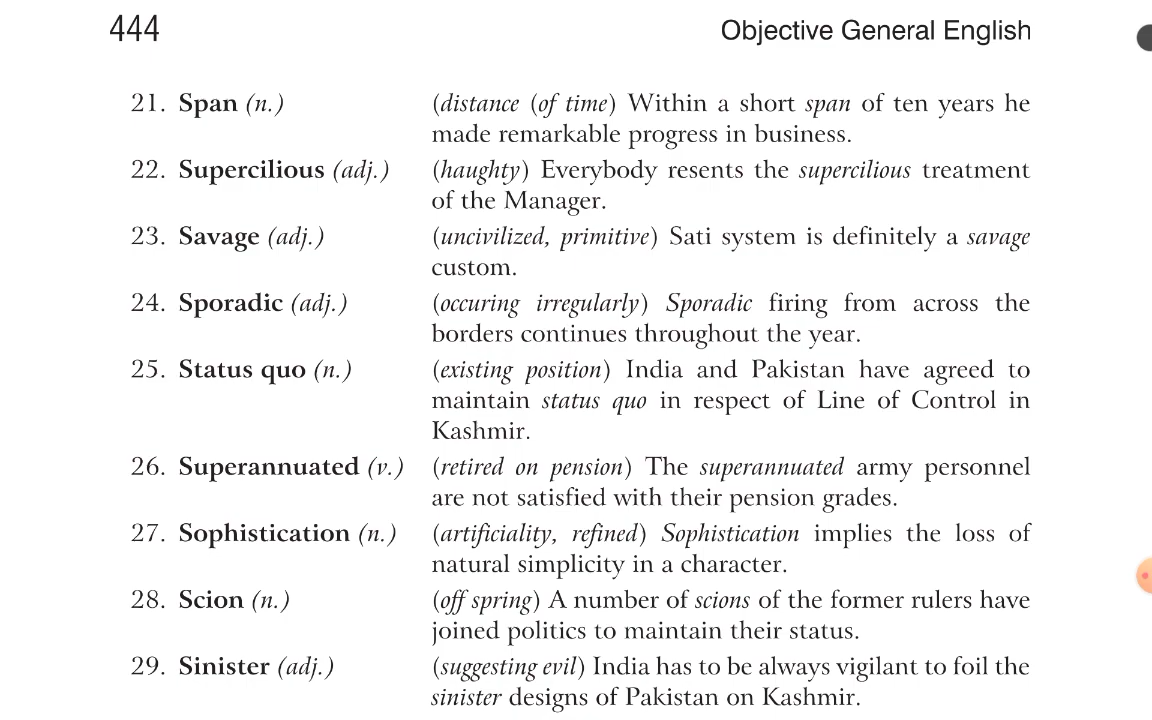 444
Objective General English
21. Span (n.) (distance (of time) Within a short span of ten years he
made remarkable progress in business.
22. Supercilious (adj.) (haughty) Everybody resents the supercilious treatment
of the Manager.
23. Savage (adj.) (uncivilized, primitive) Sati system is definitely a savage
custom.
24. Sporadic (adj.) (occuring irregularly) Sporadic firing from across the
borders continues throughout the year.
25. Status quo (n.) (existing position) India and Pakistan have agreed to
maintain status quo in respect of Line of Control in
Kashmir.
26. Superannuated (v.) (retired on pension) The superannuated army personnel
are not satisfied with their pension grades.
27. Sophistication (n.) (artificiality, refined) Sophistication implies the loss of
natural simplicity in a character.
28. Scion (n.) (off spring) A number of scions of the former rulers have
joined politics to maintain their status.
29. Sinister (adj.) (suggesting evil) India has to be always vigilant to foil the
sinister designs of Pakistan on Kashmir.